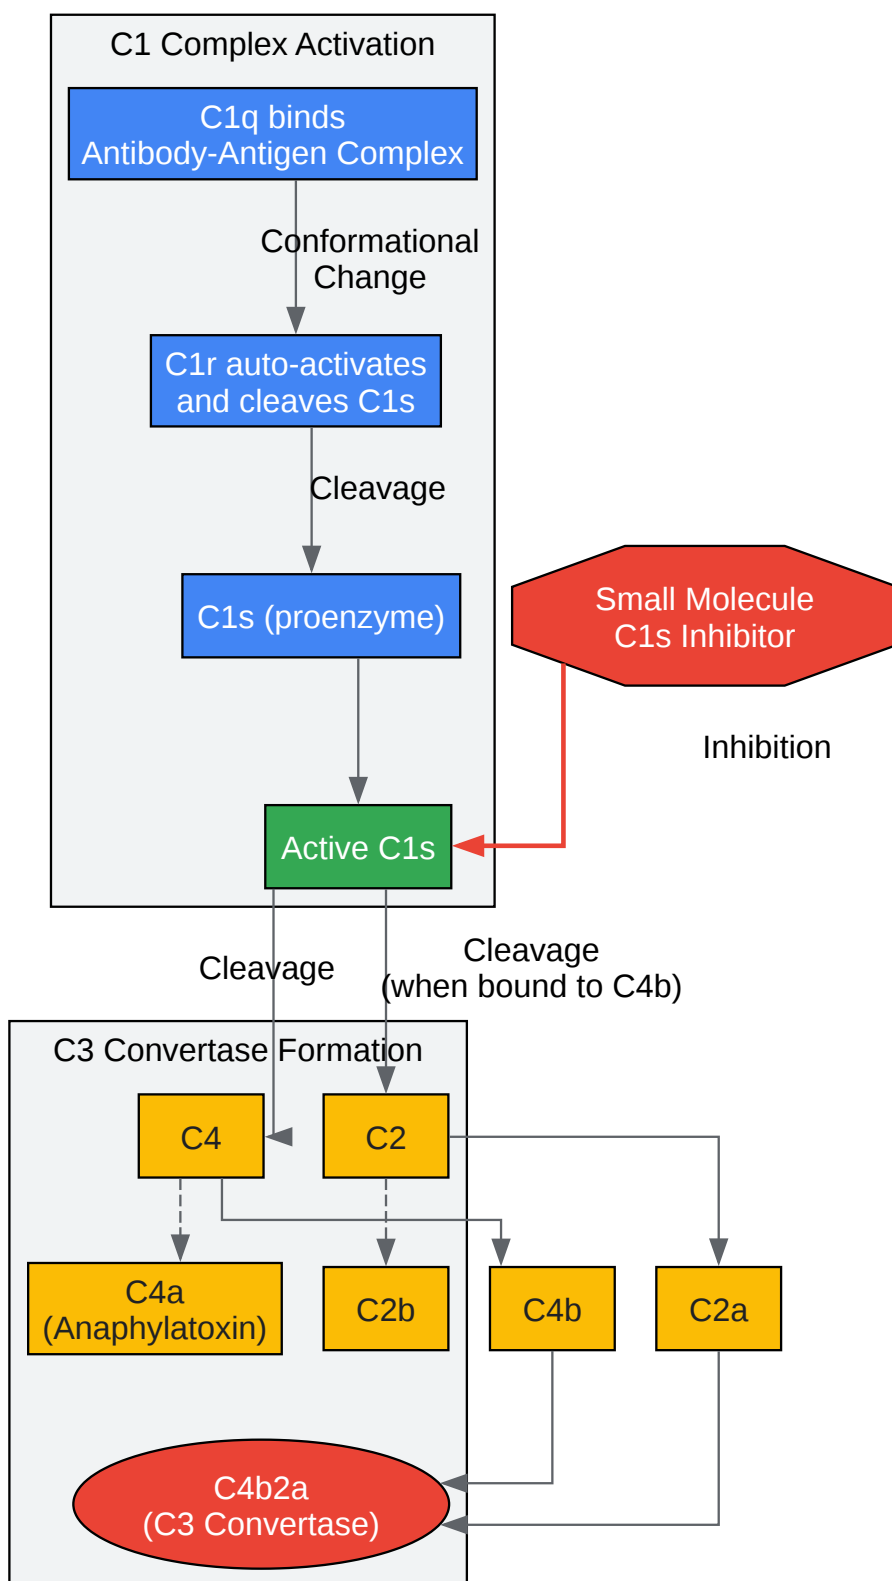 C1 Complex Activation
C1q binds
Antibody-Antigen Complex
Conformational
Change
C1r auto-activates
and cleaves C1s
Cleavage
C1s (proenzyme)
Small Molecule
C1s Inhibitor
Inhibition
Active C1s
Cleavage
Cleavage
(when bound to C4b)
C3 Convertase Formation
C4
C2
C4a
(Anaphylatoxin)
C2b
C4b
C2a
C4b2a
(C3 Convertase)